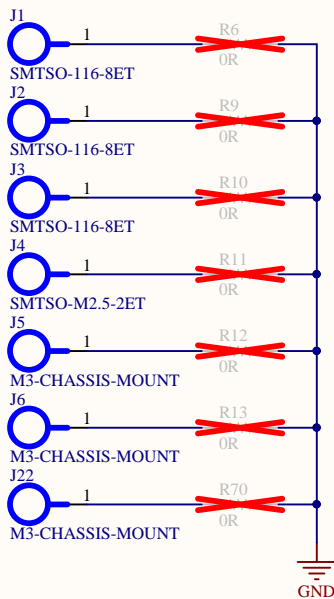 J1
1
R6
0R
SMTSO-116-8ET
J2
1
R9
0R
SMTSO-116-8ET
J3
1
R10
0R
SMTSO-116-8ET
J4
1
R11
0R
SMTSO-M2.5-2ET
J5
1
R12
0R
M3-CHASSIS-MOUNT
J6
1
R13
0R
M3-CHASSIS-MOUNT
J22
1
R70
0R
M3-CHASSIS-MOUNT
GND